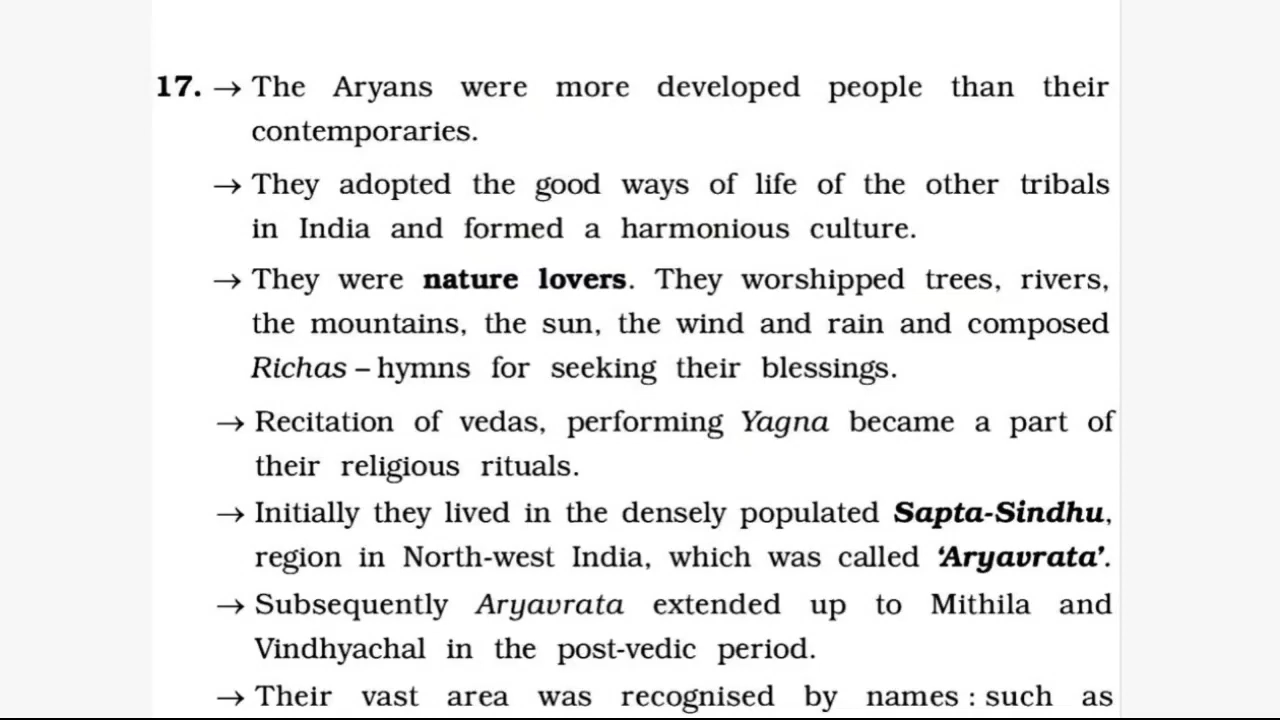 17. → The Aryans were more developed people than their
contemporaries.
→ They adopted the good ways of life of the other tribals
in India and formed a harmonious culture.
→ They were nature lovers. They worshipped trees, rivers,
the mountains, the sun, the wind and rain and composed
Richas – hymns for seeking their blessings.
→ Recitation of vedas, performing Yagna became a part of
their religious rituals.
→ Initially they lived in the densely populated Sapta-Sindhu,
region in North-west India, which was called ‘Aryavrata’.
→ Subsequently Aryavrata extended up to Mithila and
Vindhyachal in the post-vedic period.
→ Their vast area was recognised by names : such as